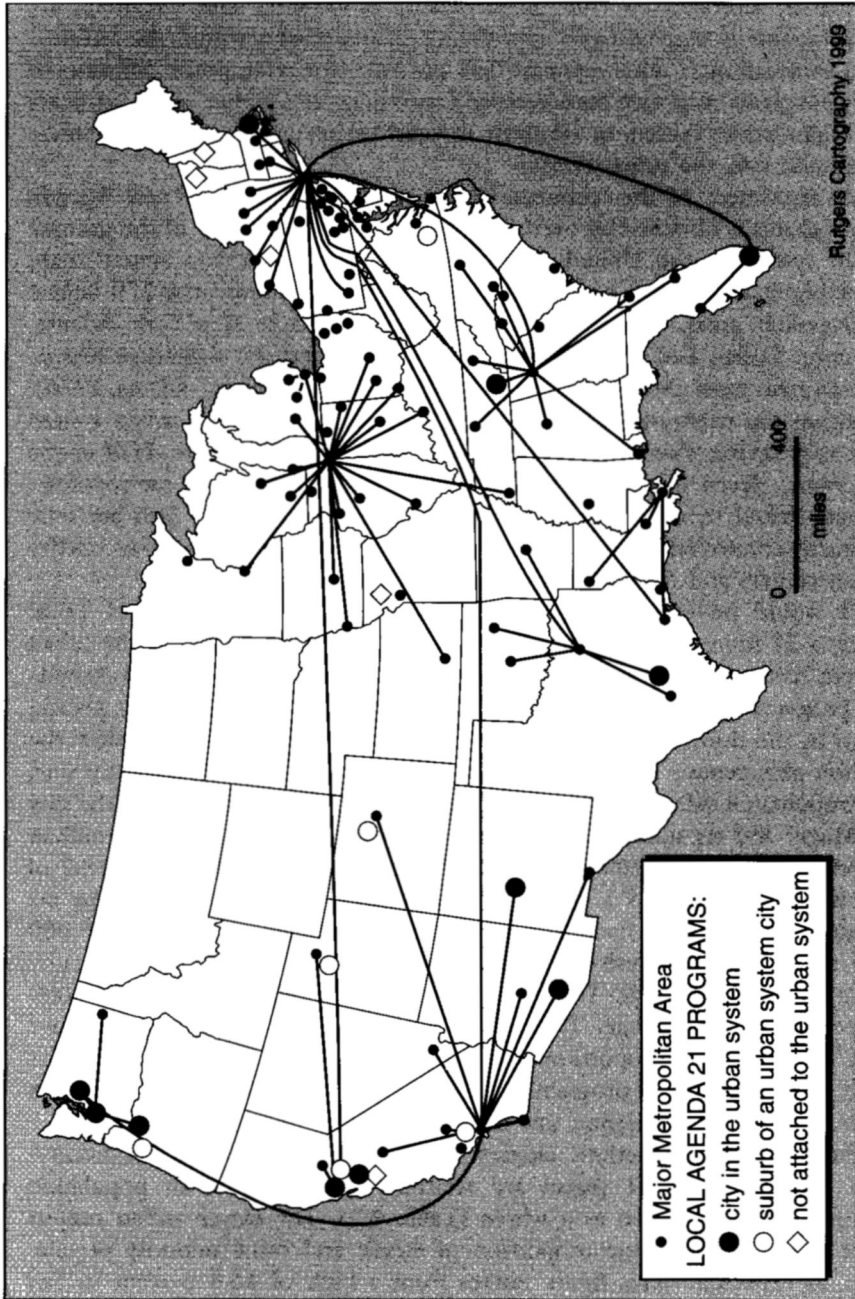 Major Metropolitan Area
LOCAL AGENDA 21 PROGRAMS:
city in the urban system
suburb of an urban system city
not attached to the urban system
0 400
miles
Rutgers Cartography 1999